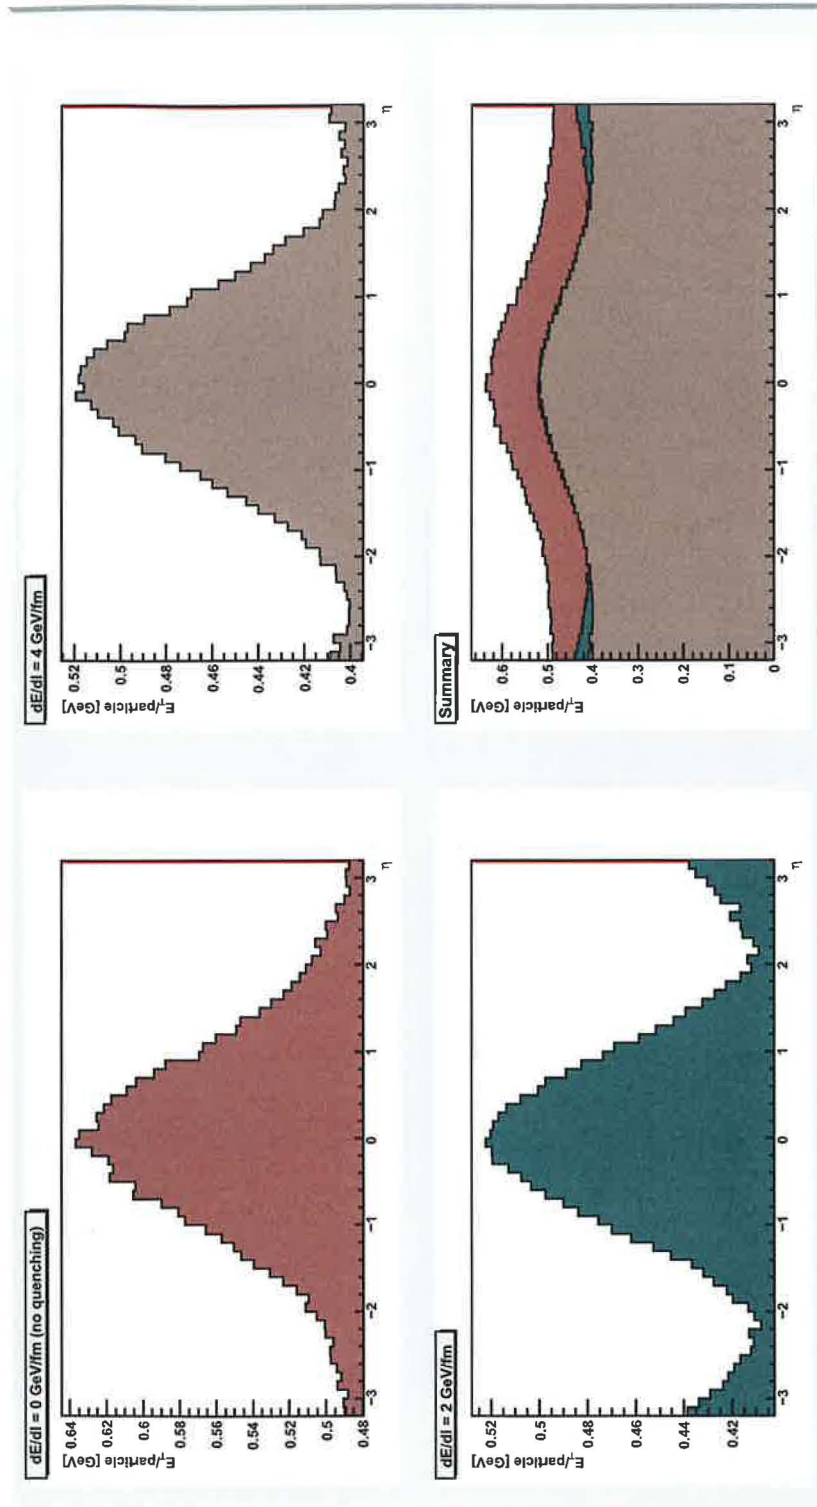 dE/dl = 0 GeV/fm (no quenching)
E_T/particle [GeV]
0.64
0.62
0.6
0.58
0.56
0.54
0.52
0.5
0.48
-3 -2 -1 0 1 2 3 η
dE/dl = 4 GeV/fm
E_T/particle [GeV]
0.52
0.5
0.48
0.46
0.44
0.42
0.4
-3 -2 -1 0 1 2 3 η
dE/dl = 2 GeV/fm
E_T/particle [GeV]
0.52
0.5
0.48
0.46
0.44
0.42
-3 -2 -1 0 1 2 3 η
Summary
E_T/particle [GeV]
0.6
0.5
0.4
0.3
0.2
0.1
0
-3 -2 -1 0 1 2 3 η